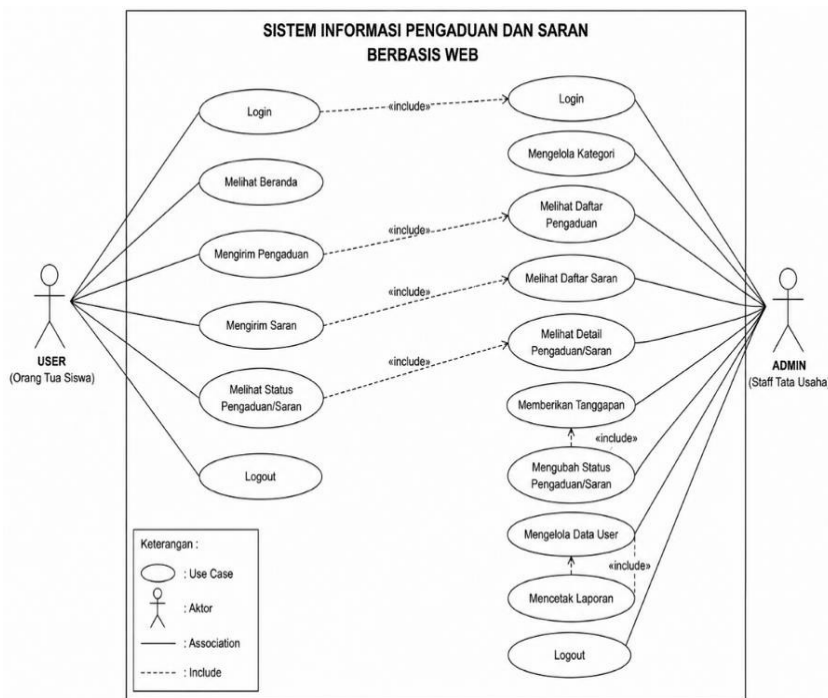 SISTEM INFORMASI PENGADUAN DAN SARAN
BERBASIS WEB
Login
«include»
Login
Melihat Beranda
Mengelola Kategori
Mengirim Pengaduan
«include»
Melihat Daftar
Pengaduan
Mengirim Saran
«include»
Melihat Daftar Saran
Melihat Status
Pengaduan/Saran
«include»
Melihat Detail
Pengaduan/Saran
USER
(Orang Tua Siswa)
ADMIN
(Staff Tata Usaha)
Memberikan Tanggapan
«include»
Logout
Mengubah Status
Pengaduan/Saran
Mengelola Data User
«include»
Mencetak Laporan
Logout
Keterangan :
: Use Case
: Aktor
: Association
: Include